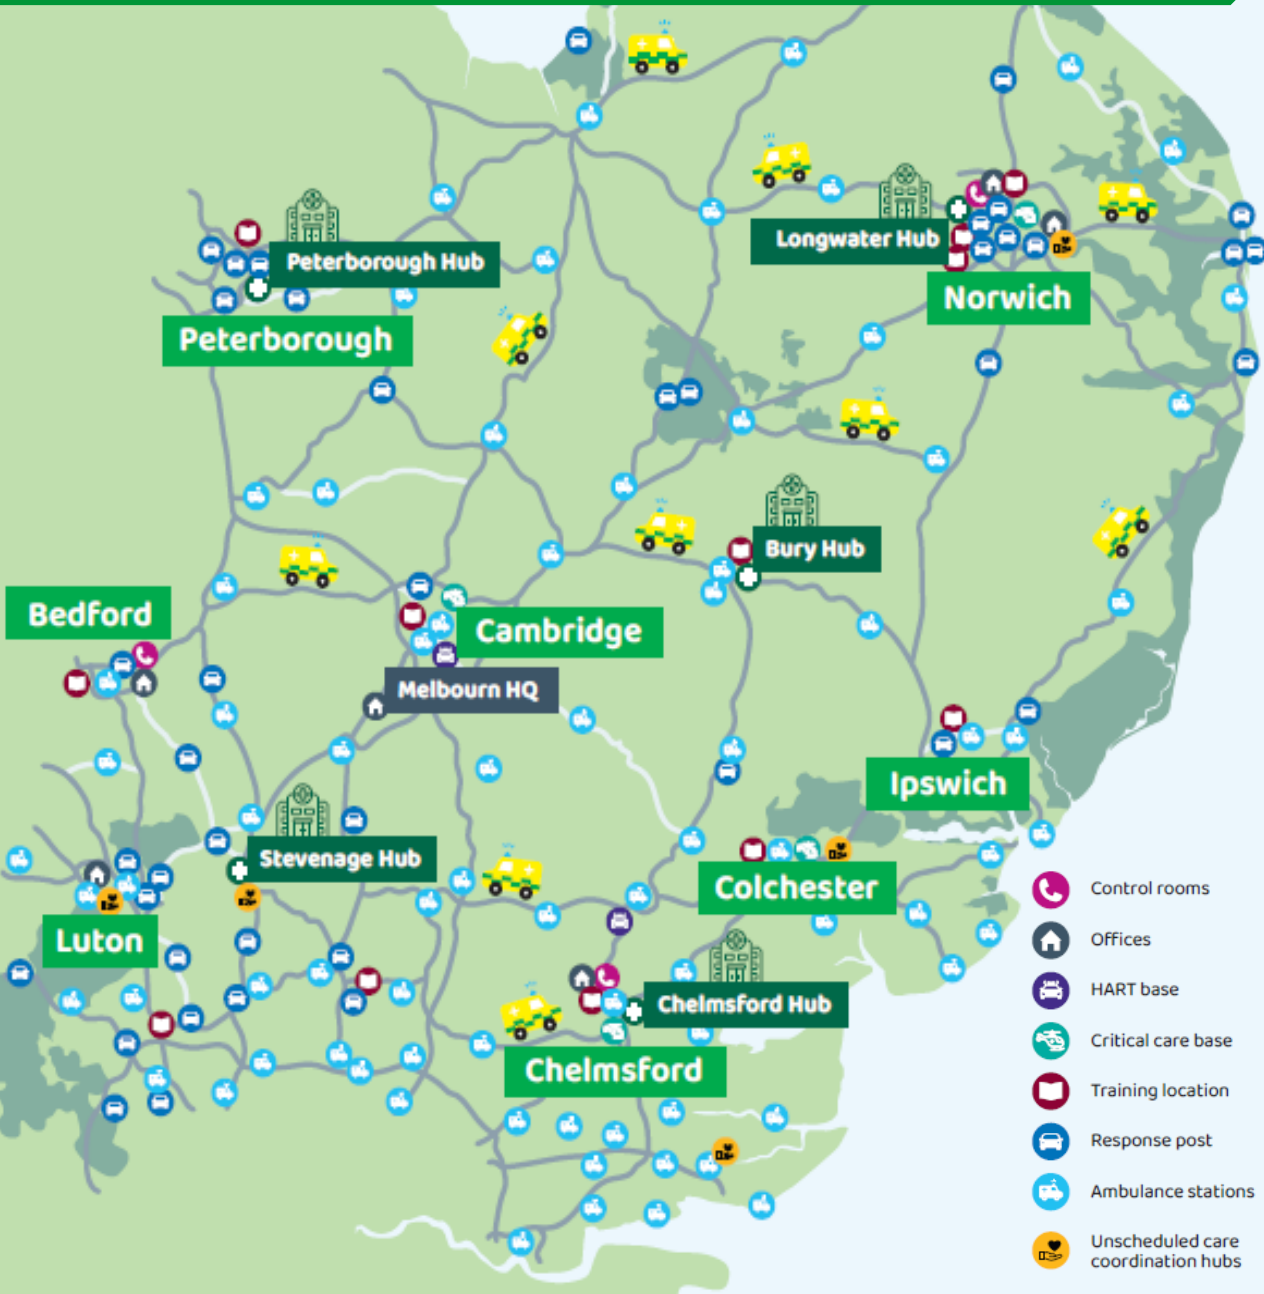 Peterborough Hub
Longwater Hub
Norwich
Peterborough
Bury Hub
Bedford
Cambridge
Melbourn HQ
Ipswich
Stevenage Hub
Colchester
Luton
Chelmsford Hub
Chelmsford
Control rooms
Offices
HART base
Critical care base
Training location
Response post
Ambulance stations
Unscheduled care
coordination hubs